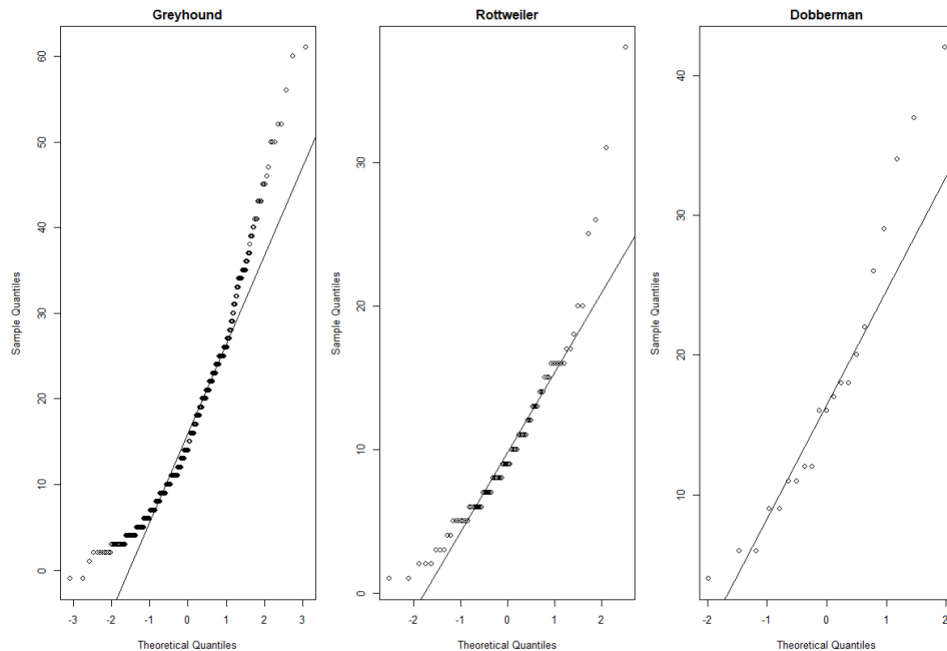 Greyhound
Sample Quantiles
0 10 20 30 40 50 60
-3 -2 -1 0 1 2 3
Theoretical Quantiles
Rottweiler
Sample Quantiles
0 10 20 30
-2 -1 0 1 2
Theoretical Quantiles
Dobberman
Sample Quantiles
10 20 30 40
-2 -1 0 1 2
Theoretical Quantiles